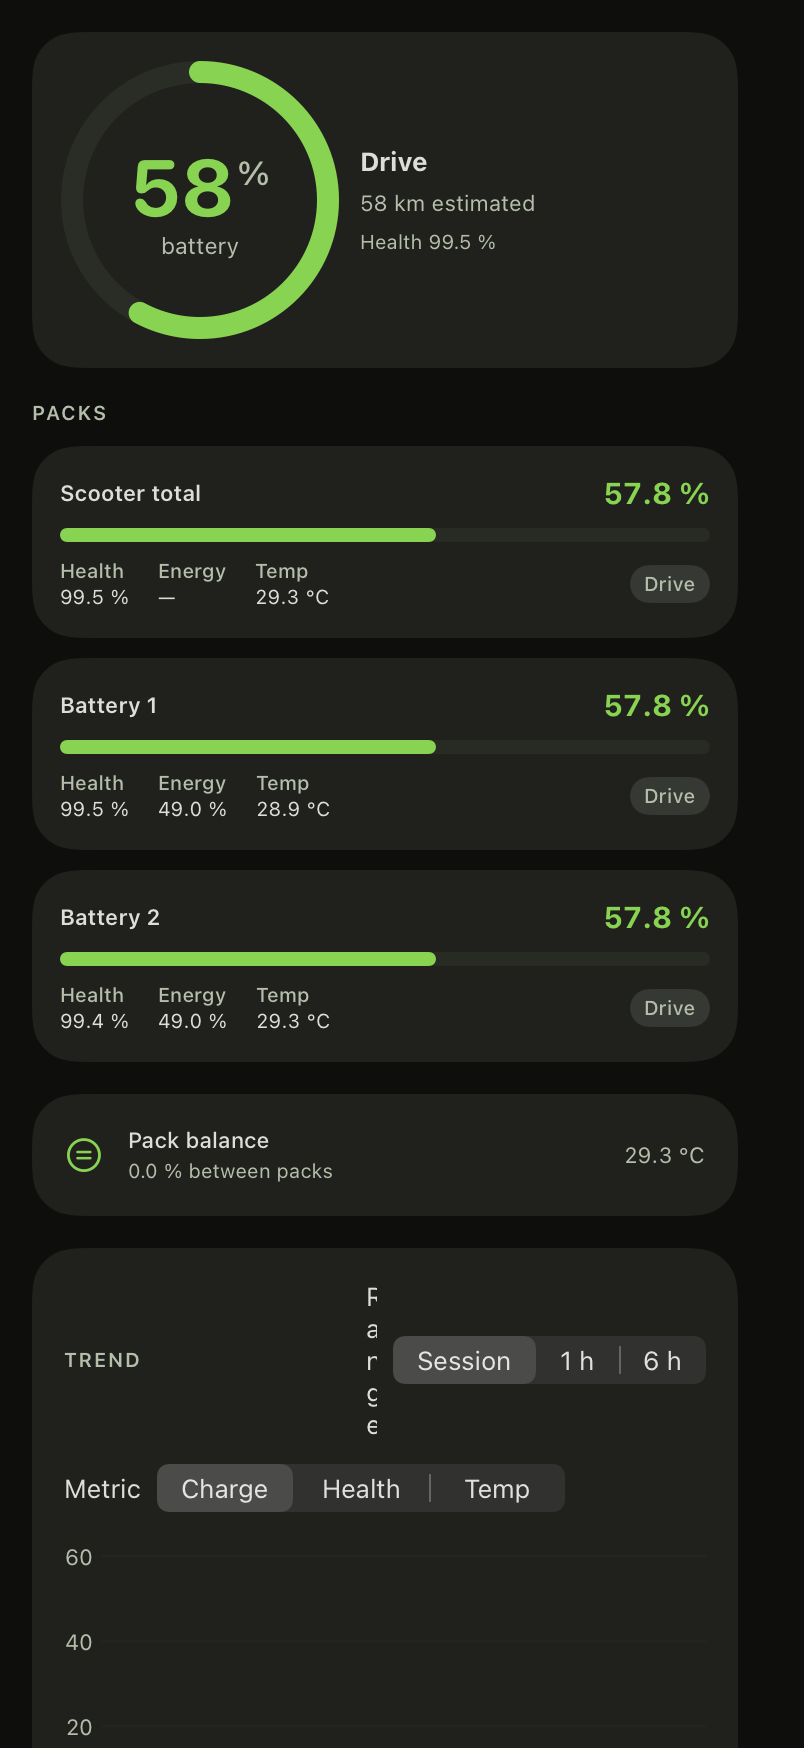 58%
battery
Drive
58 km estimated
Health 99.5 %
PACKS
Scooter total 57.8 %
Health Energy Temp
99.5 % — 29.3 °C
Drive
Battery 1 57.8 %
Health Energy Temp
99.5 % 49.0 % 28.9 °C
Drive
Battery 2 57.8 %
Health Energy Temp
99.4 % 49.0 % 29.3 °C
Drive
Pack balance
0.0 % between packs
29.3 °C
TREND
Range
Session 1 h 6 h
Metric Charge Health Temp
60
40
20